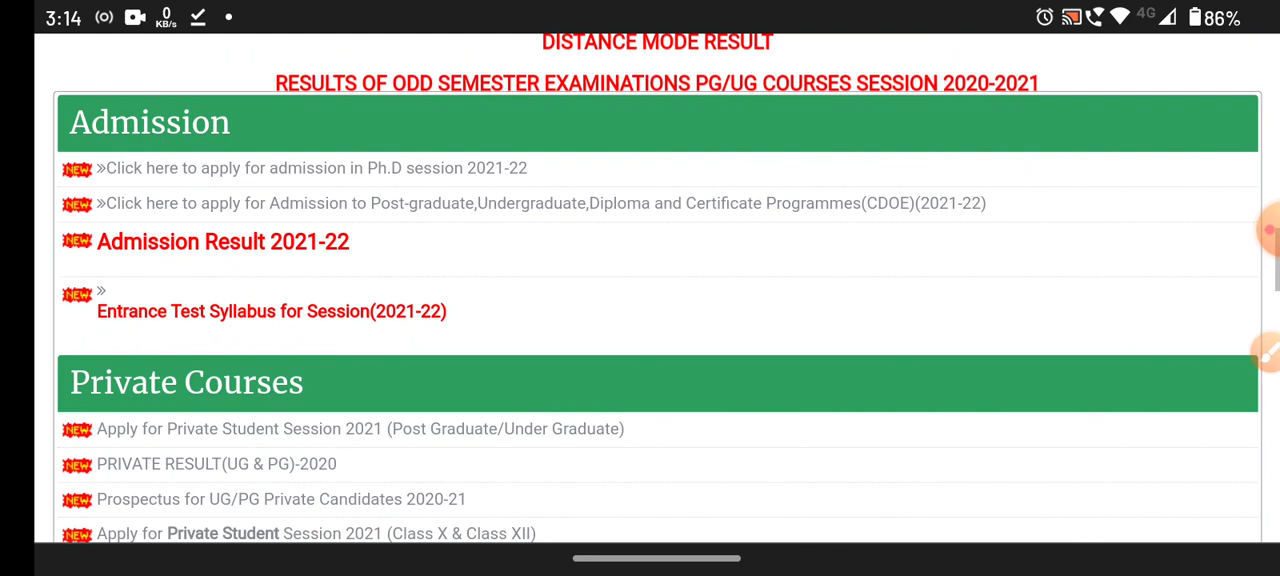 3:14 0 KB/s 4G 86%
DISTANCE MODE RESULT
RESULTS OF ODD SEMESTER EXAMINATIONS PG/UG COURSES SESSION 2020-2021
Admission
NEW »Click here to apply for admission in Ph.D session 2021-22
NEW »Click here to apply for Admission to Post-graduate,Undergraduate,Diploma and Certificate Programmes(CDOE)(2021-22)
NEW Admission Result 2021-22
NEW »
Entrance Test Syllabus for Session(2021-22)
Private Courses
NEW Apply for Private Student Session 2021 (Post Graduate/Under Graduate)
NEW PRIVATE RESULT(UG & PG)-2020
NEW Prospectus for UG/PG Private Candidates 2020-21
NEW Apply for Private Student Session 2021 (Class X & Class XII)